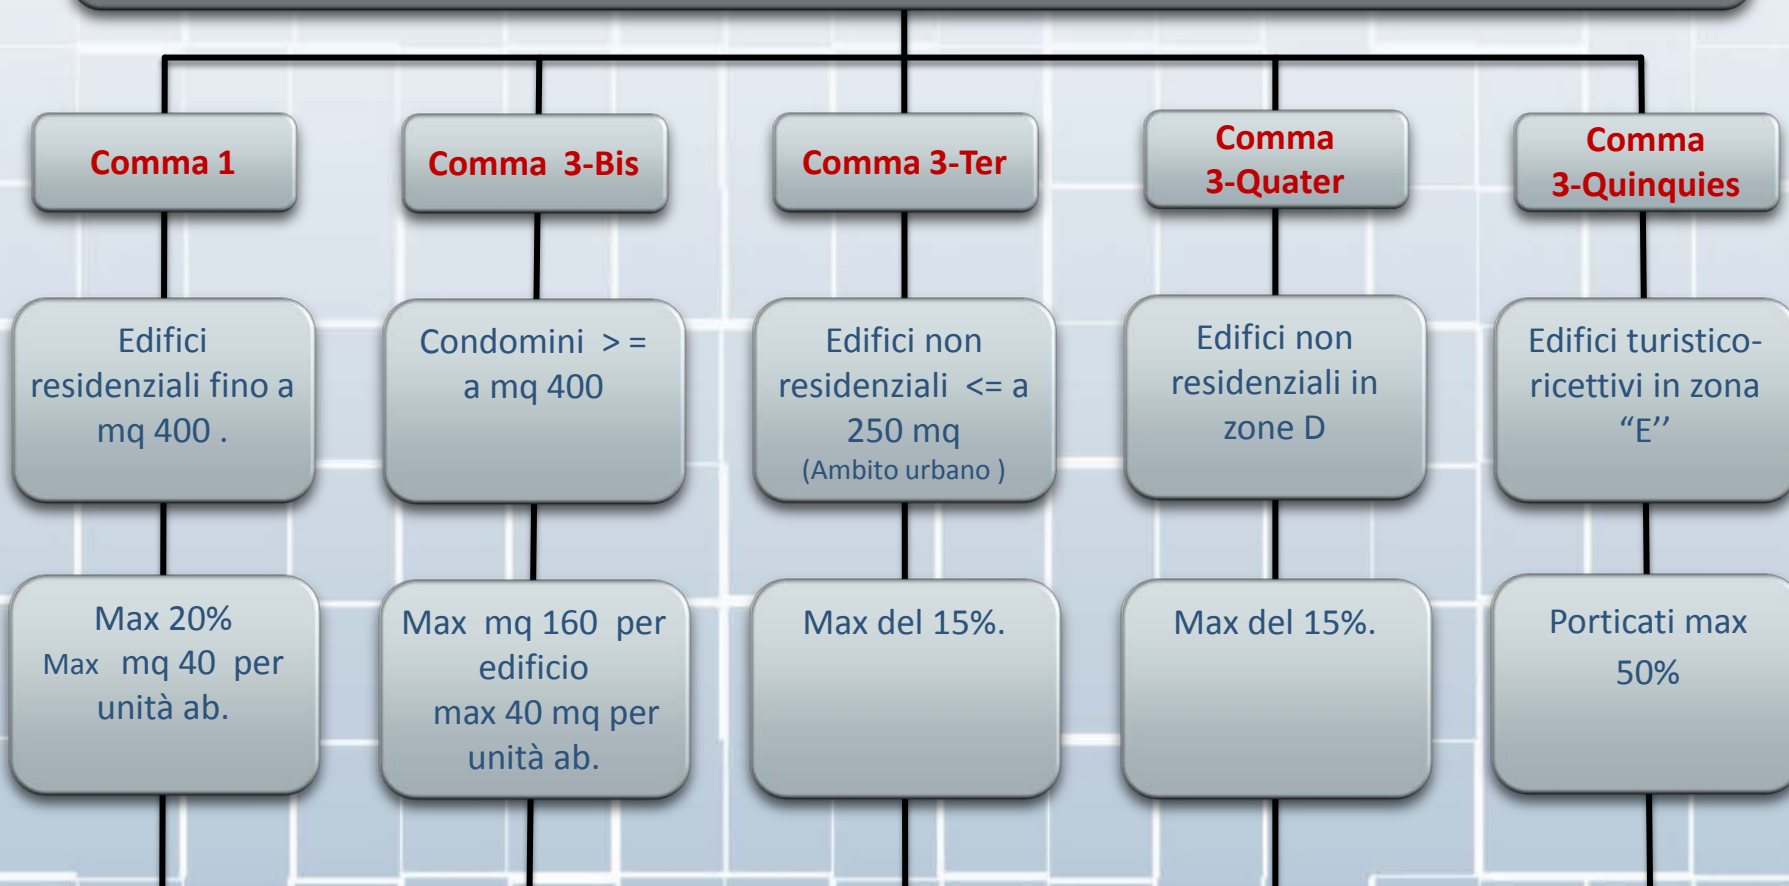 Comma 1
Comma 3-Bis
Comma 3-Ter
Comma
3-Quater
Comma
3-Quinquies
Edifici
residenziali fino a
mq 400 .
Condomini > =
a mq 400
Edifici non
residenziali <= a
250 mq
(Ambito urbano )
Edifici non
residenziali in
zone D
Edifici turistico-
ricettivi in zona
“E’’
Max 20%
Max mq 40 per
unità ab.
Max mq 160 per
edificio
max 40 mq per
unità ab.
Max del 15%.
Max del 15%.
Porticati max
50%